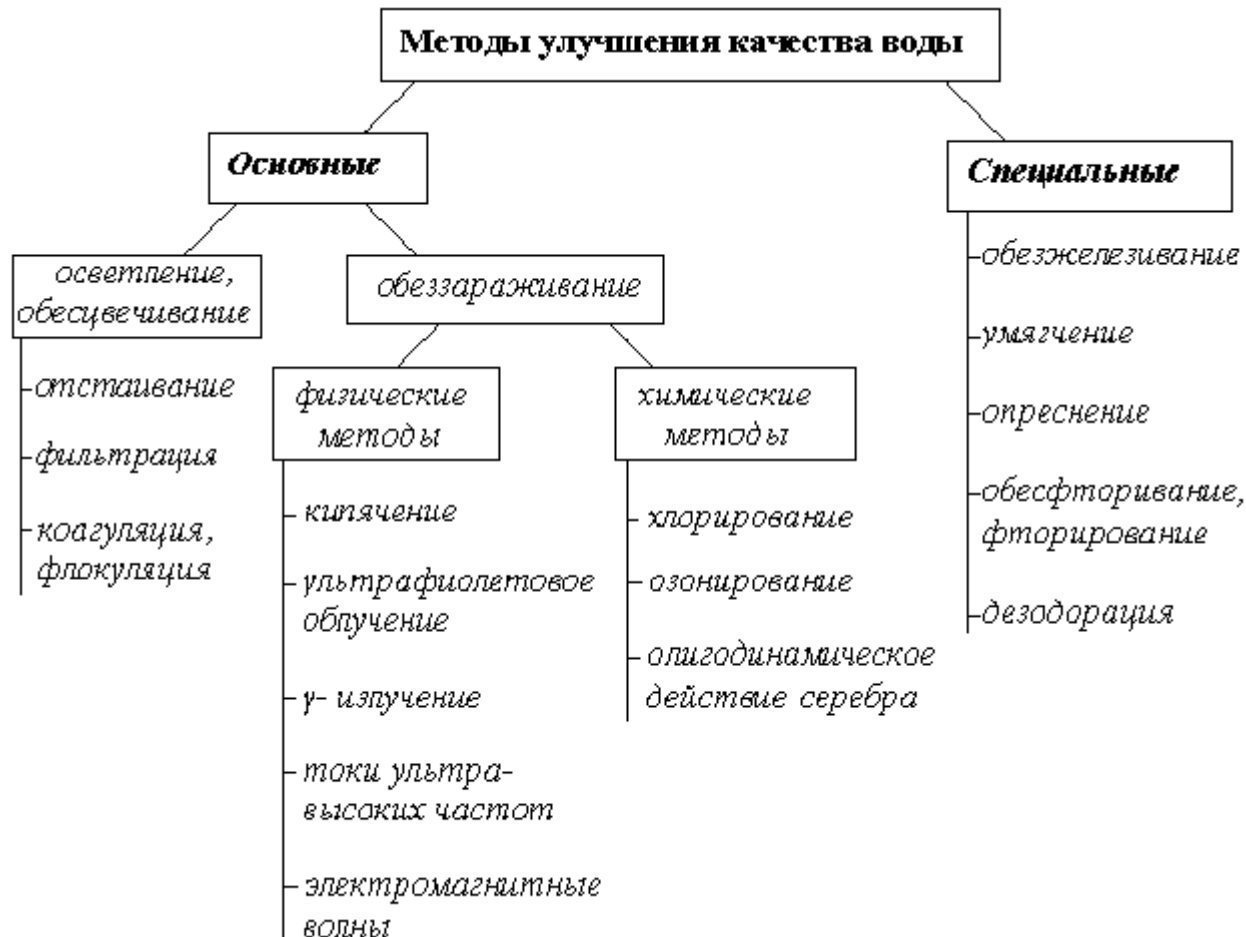 Методы улучшения качества воды
Основные
Специальные
осветление,
обесцвечивание
отстаивание
фильтрация
коагуляция,
флокуляция
обеззараживание
физические
методы
кипячение
ультрафиолетовое
облучение
γ- излучение
токи ультра-
высоких частот
электромагнитные
волны
химические
методы
хлорирование
озонирование
олигодинамическое
действие серебра
обезжелезивание
умягчение
опреснение
обесфторивание,
фторирование
дезодорация